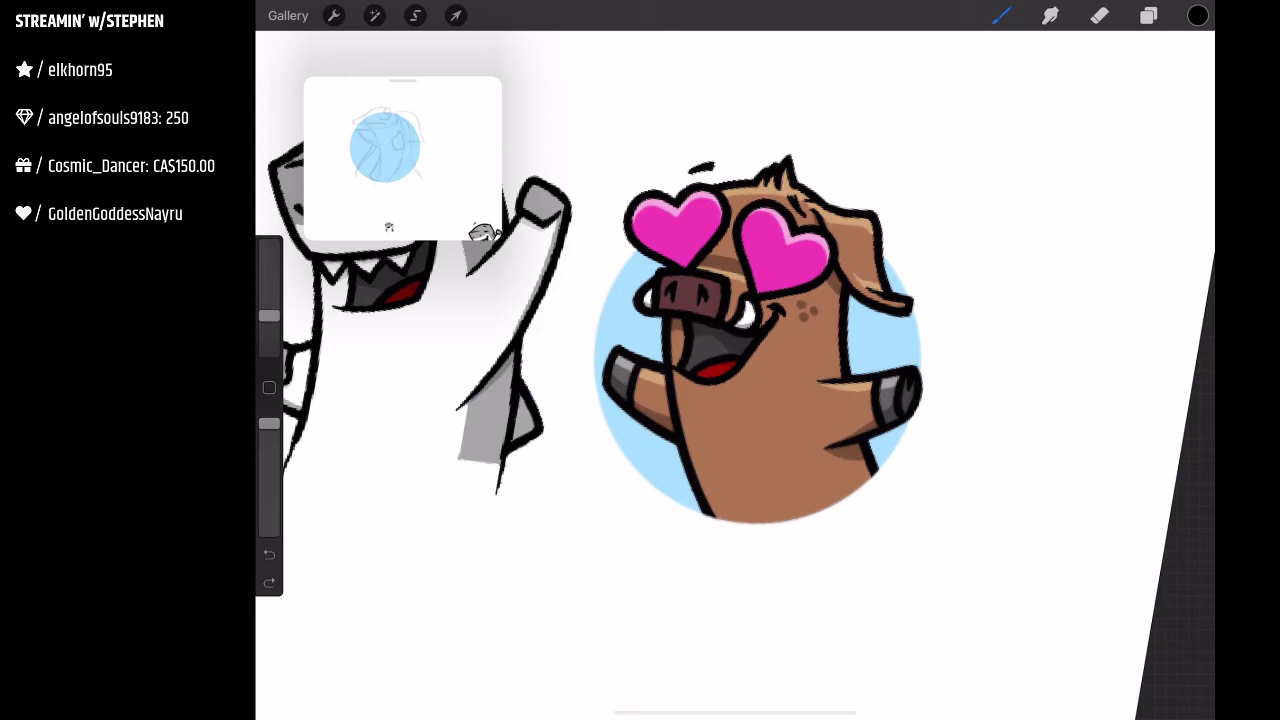 STREAMIN' w/STEPHEN
/ elkhorn95
/ angelofsouls9183: 250
/ Cosmic_Dancer: CA$150.00
/ GoldenGoddessNayru
Gallery